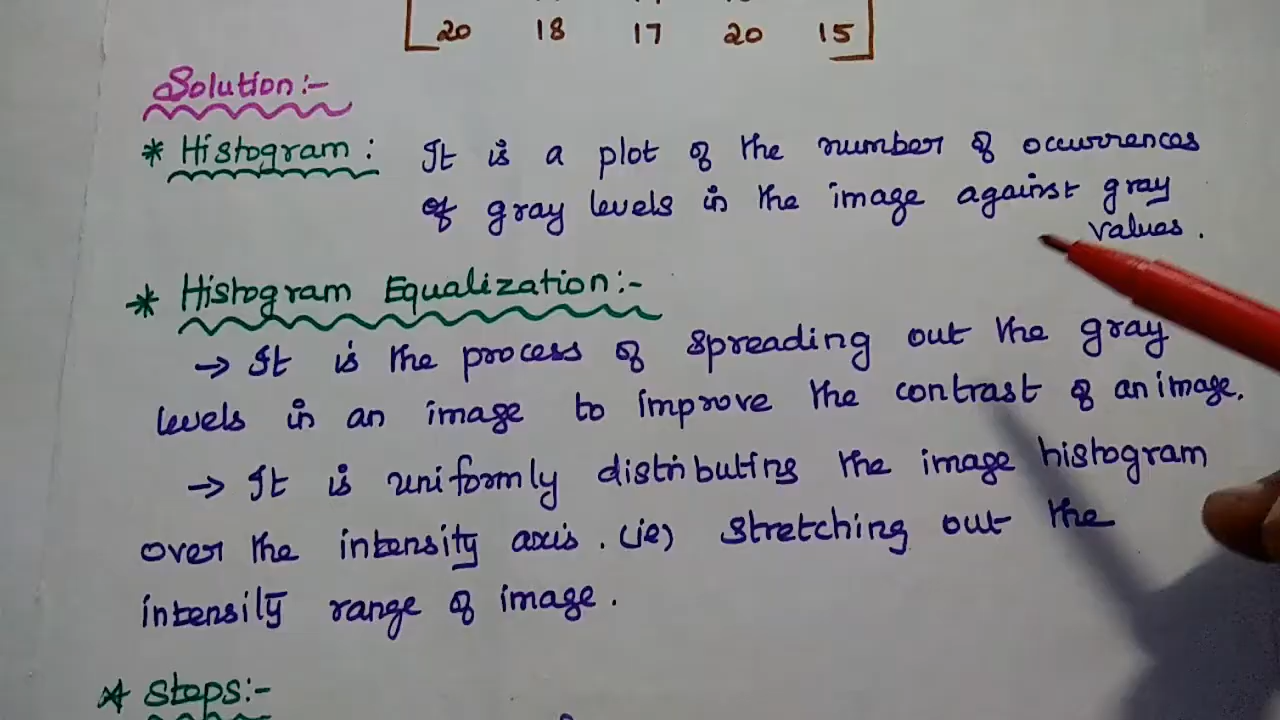 20 18 17 20 15
Solution:-
* Histogram: It is a plot of the number of occurrences
of gray levels in the image against gray
values.
* Histogram Equalization:-
→ It is the process of spreading out the gray
levels in an image to improve the contrast of an image.
→ It is uniformly distributing the image histogram
over the intensity axis. (ie) stretching out the
intensity range of image.
* Steps:-